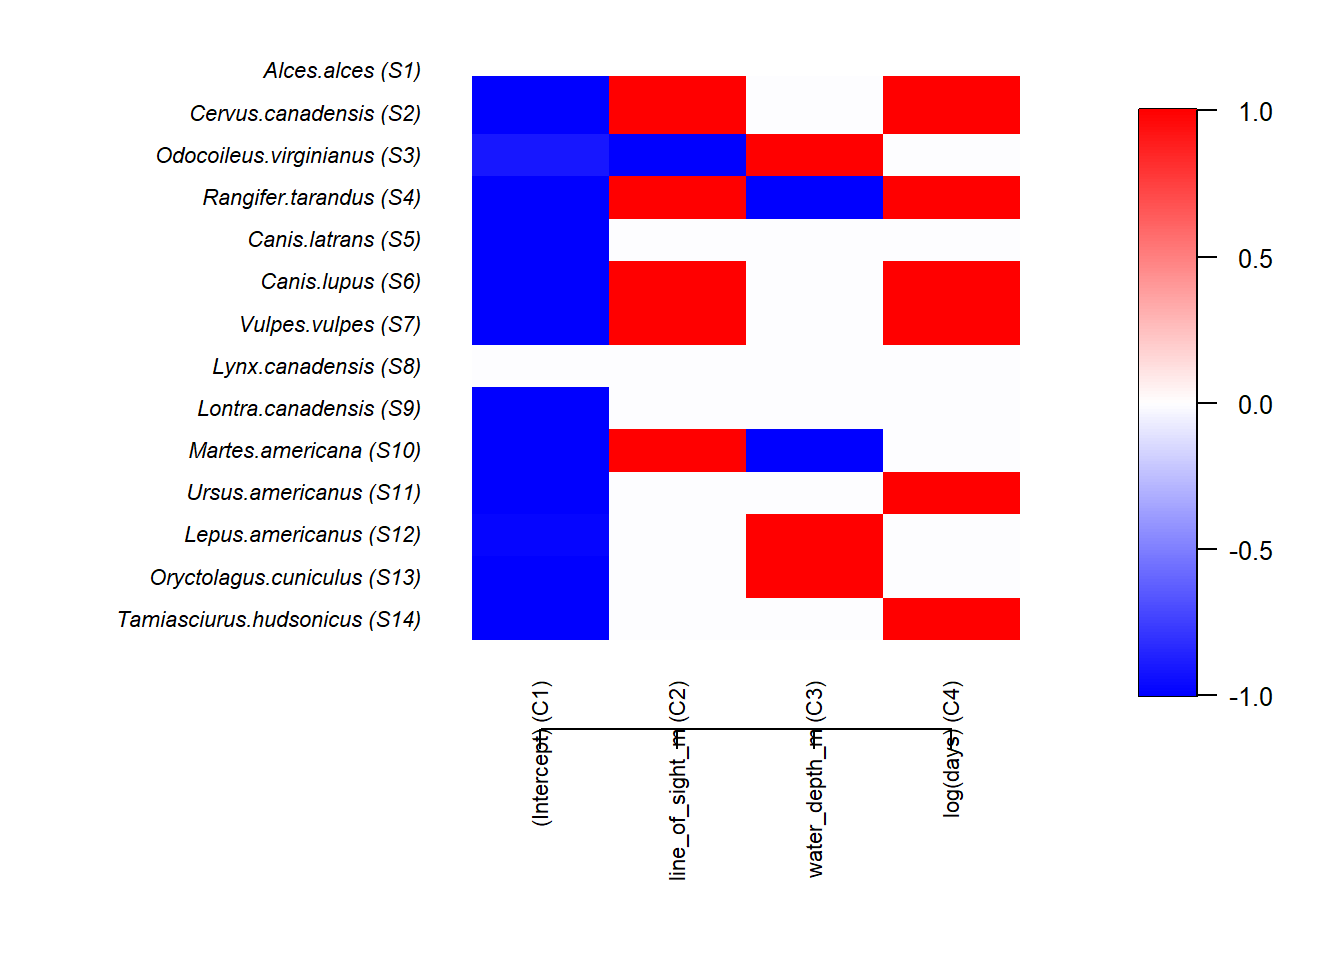 Alces.alces (S1)
Cervus.canadensis (S2)
Odocoileus.virginianus (S3)
Rangifer.tarandus (S4)
Canis.latrans (S5)
Canis.lupus (S6)
Vulpes.vulpes (S7)
Lynx.canadensis (S8)
Lontra.canadensis (S9)
Martes.americana (S10)
Ursus.americanus (S11)
Lepus.americanus (S12)
Oryctolagus.cuniculus (S13)
Tamiasciurus.hudsonicus (S14)
(Intercept) (C1)
line_of_sight_m (C2)
water_depth_m (C3)
log(days) (C4)
1.0
0.5
0.0
-0.5
-1.0